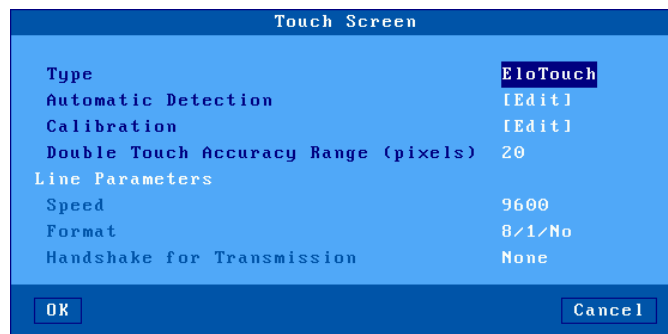 Touch Screen
Type EloTouch
Automatic Detection [Edit]
Calibration [Edit]
Double Touch Accuracy Range (pixels) 20
Line Parameters
Speed 9600
Format 8/1/No
Handshake for Transmission None
OK Cancel